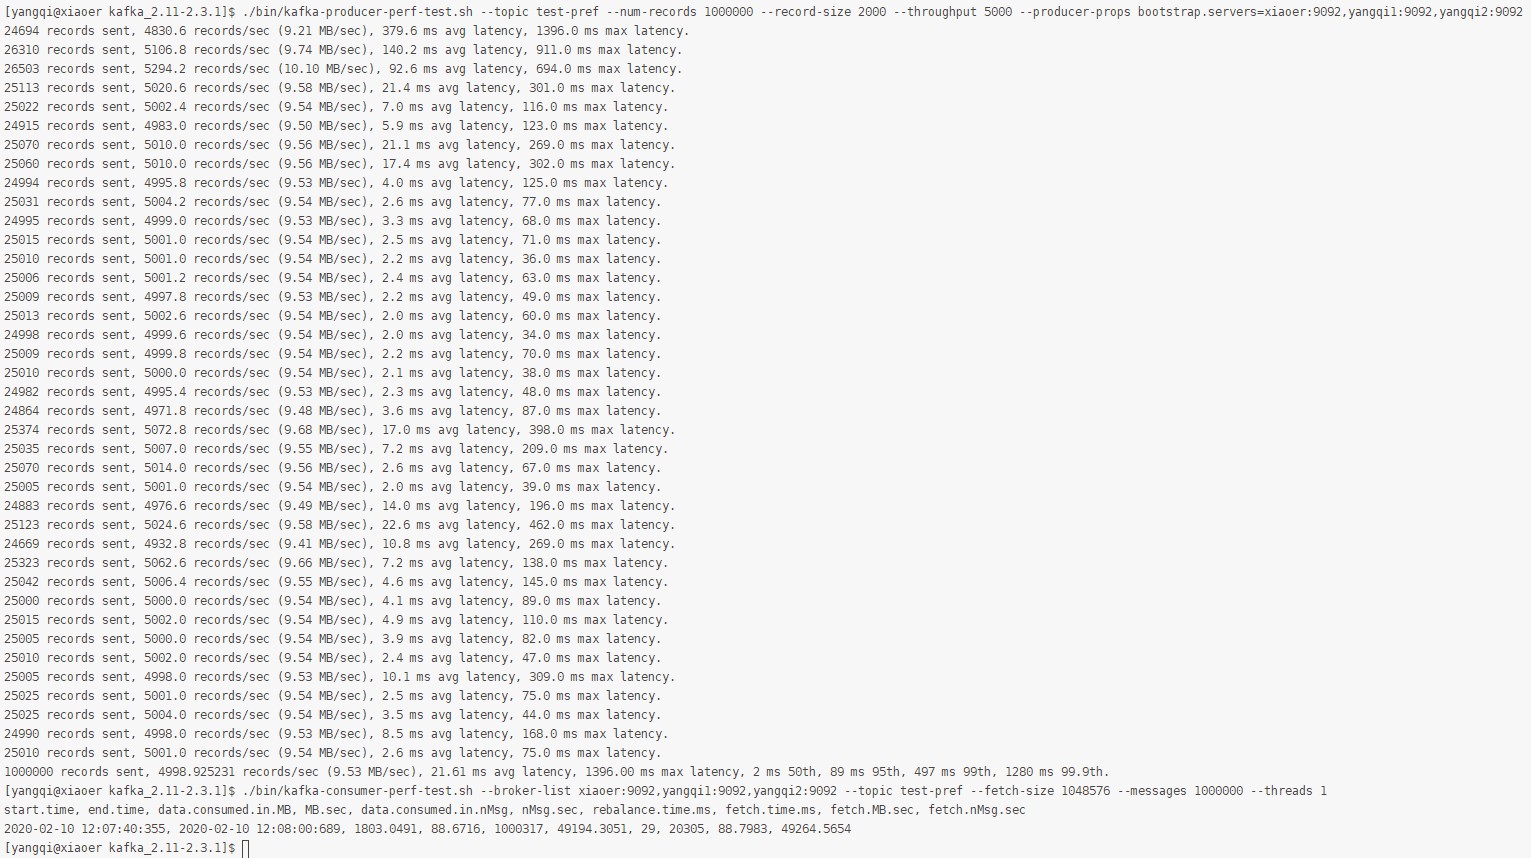 [yangqi@xiaoer kafka_2.11-2.3.1]$ ./bin/kafka-producer-perf-test.sh --topic test-pref --num-records 1000000 --record-size 2000 --throughput 5000 --producer-props bootstrap.servers=xiaoer:9092,yangqi1:9092,yangqi2:9092
24694 records sent, 4830.6 records/sec (9.21 MB/sec), 379.6 ms avg latency, 1396.0 ms max latency.
26310 records sent, 5106.8 records/sec (9.74 MB/sec), 140.2 ms avg latency, 911.0 ms max latency.
26503 records sent, 5294.2 records/sec (10.10 MB/sec), 92.6 ms avg latency, 694.0 ms max latency.
25113 records sent, 5020.6 records/sec (9.58 MB/sec), 21.4 ms avg latency, 301.0 ms max latency.
25022 records sent, 5002.4 records/sec (9.54 MB/sec), 7.0 ms avg latency, 116.0 ms max latency.
24915 records sent, 4983.0 records/sec (9.50 MB/sec), 5.9 ms avg latency, 123.0 ms max latency.
25070 records sent, 5010.0 records/sec (9.56 MB/sec), 21.1 ms avg latency, 269.0 ms max latency.
25060 records sent, 5010.0 records/sec (9.56 MB/sec), 17.4 ms avg latency, 302.0 ms max latency.
24994 records sent, 4995.8 records/sec (9.53 MB/sec), 4.0 ms avg latency, 125.0 ms max latency.
25031 records sent, 5004.2 records/sec (9.54 MB/sec), 2.6 ms avg latency, 77.0 ms max latency.
24995 records sent, 4999.0 records/sec (9.53 MB/sec), 3.3 ms avg latency, 68.0 ms max latency.
25015 records sent, 5001.0 records/sec (9.54 MB/sec), 2.5 ms avg latency, 71.0 ms max latency.
25010 records sent, 5001.0 records/sec (9.54 MB/sec), 2.2 ms avg latency, 36.0 ms max latency.
25006 records sent, 5001.2 records/sec (9.54 MB/sec), 2.4 ms avg latency, 63.0 ms max latency.
25009 records sent, 4997.8 records/sec (9.53 MB/sec), 2.2 ms avg latency, 49.0 ms max latency.
25013 records sent, 5002.6 records/sec (9.54 MB/sec), 2.0 ms avg latency, 60.0 ms max latency.
24998 records sent, 4999.6 records/sec (9.54 MB/sec), 2.0 ms avg latency, 34.0 ms max latency.
25009 records sent, 4999.8 records/sec (9.54 MB/sec), 2.2 ms avg latency, 70.0 ms max latency.
25010 records sent, 5000.0 records/sec (9.54 MB/sec), 2.1 ms avg latency, 38.0 ms max latency.
24982 records sent, 4995.4 records/sec (9.53 MB/sec), 2.3 ms avg latency, 48.0 ms max latency.
24864 records sent, 4971.8 records/sec (9.48 MB/sec), 3.6 ms avg latency, 87.0 ms max latency.
25374 records sent, 5072.8 records/sec (9.68 MB/sec), 17.0 ms avg latency, 398.0 ms max latency.
25035 records sent, 5007.0 records/sec (9.55 MB/sec), 7.2 ms avg latency, 209.0 ms max latency.
25070 records sent, 5014.0 records/sec (9.56 MB/sec), 2.6 ms avg latency, 67.0 ms max latency.
25005 records sent, 5001.0 records/sec (9.54 MB/sec), 2.0 ms avg latency, 39.0 ms max latency.
24883 records sent, 4976.6 records/sec (9.49 MB/sec), 14.0 ms avg latency, 196.0 ms max latency.
25123 records sent, 5024.6 records/sec (9.58 MB/sec), 22.6 ms avg latency, 462.0 ms max latency.
24669 records sent, 4932.8 records/sec (9.41 MB/sec), 10.8 ms avg latency, 269.0 ms max latency.
25323 records sent, 5062.6 records/sec (9.66 MB/sec), 7.2 ms avg latency, 138.0 ms max latency.
25042 records sent, 5006.4 records/sec (9.55 MB/sec), 4.6 ms avg latency, 145.0 ms max latency.
25000 records sent, 5000.0 records/sec (9.54 MB/sec), 4.1 ms avg latency, 89.0 ms max latency.
25015 records sent, 5002.0 records/sec (9.54 MB/sec), 4.9 ms avg latency, 110.0 ms max latency.
25005 records sent, 5000.0 records/sec (9.54 MB/sec), 3.9 ms avg latency, 82.0 ms max latency.
25010 records sent, 5002.0 records/sec (9.54 MB/sec), 2.4 ms avg latency, 47.0 ms max latency.
25005 records sent, 4998.0 records/sec (9.53 MB/sec), 10.1 ms avg latency, 309.0 ms max latency.
25025 records sent, 5001.0 records/sec (9.54 MB/sec), 2.5 ms avg latency, 75.0 ms max latency.
25025 records sent, 5004.0 records/sec (9.54 MB/sec), 3.5 ms avg latency, 44.0 ms max latency.
24990 records sent, 4998.0 records/sec (9.53 MB/sec), 8.5 ms avg latency, 168.0 ms max latency.
25010 records sent, 5001.0 records/sec (9.54 MB/sec), 2.6 ms avg latency, 75.0 ms max latency.
1000000 records sent, 4998.925231 records/sec (9.53 MB/sec), 21.61 ms avg latency, 1396.00 ms max latency, 2 ms 50th, 89 ms 95th, 497 ms 99th, 1280 ms 99.9th.
[yangqi@xiaoer kafka_2.11-2.3.1]$ ./bin/kafka-consumer-perf-test.sh --broker-list xiaoer:9092,yangqi1:9092,yangqi2:9092 --topic test-pref --fetch-size 1048576 --messages 1000000 --threads 1
start.time, end.time, data.consumed.in.MB, MB.sec, data.consumed.in.nMsg, nMsg.sec, rebalance.time.ms, fetch.time.ms, fetch.MB.sec, fetch.nMsg.sec
2020-02-10 12:07:40:355, 2020-02-10 12:08:00:689, 1803.0491, 88.6716, 1000317, 49194.3051, 29, 20305, 88.7983, 49264.5654
[yangqi@xiaoer kafka_2.11-2.3.1]$